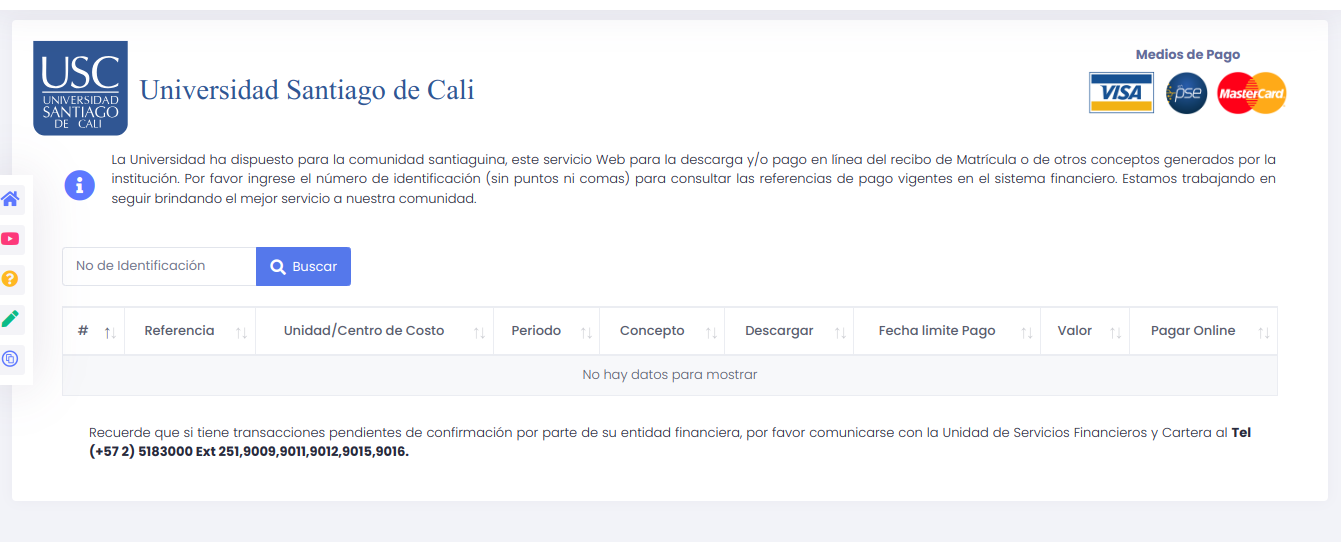 Medios de Pago
USC
UNIVERSIDAD
SANTIAGO
DE CALI
Universidad Santiago de Cali
VISA
pse
MasterCard
La Universidad ha dispuesto para la comunidad santiaguina, este servicio Web para la descarga y/o pago en línea del recibo de Matrícula o de otros conceptos generados por la
institución. Por favor ingrese el número de identificación (sin puntos ni comas) para consultar las referencias de pago vigentes en el sistema financiero. Estamos trabajando en
seguir brindando el mejor servicio a nuestra comunidad.
No de Identificación
Buscar
# Referencia Unidad/Centro de Costo Periodo Concepto Descargar Fecha limite Pago Valor Pagar Online
No hay datos para mostrar
Recuerde que si tiene transacciones pendientes de confirmación por parte de su entidad financiera, por favor comunicarse con la Unidad de Servicios Financieros y Cartera al Tel
(+57 2) 5183000 Ext 251,9009,9011,9012,9015,9016.